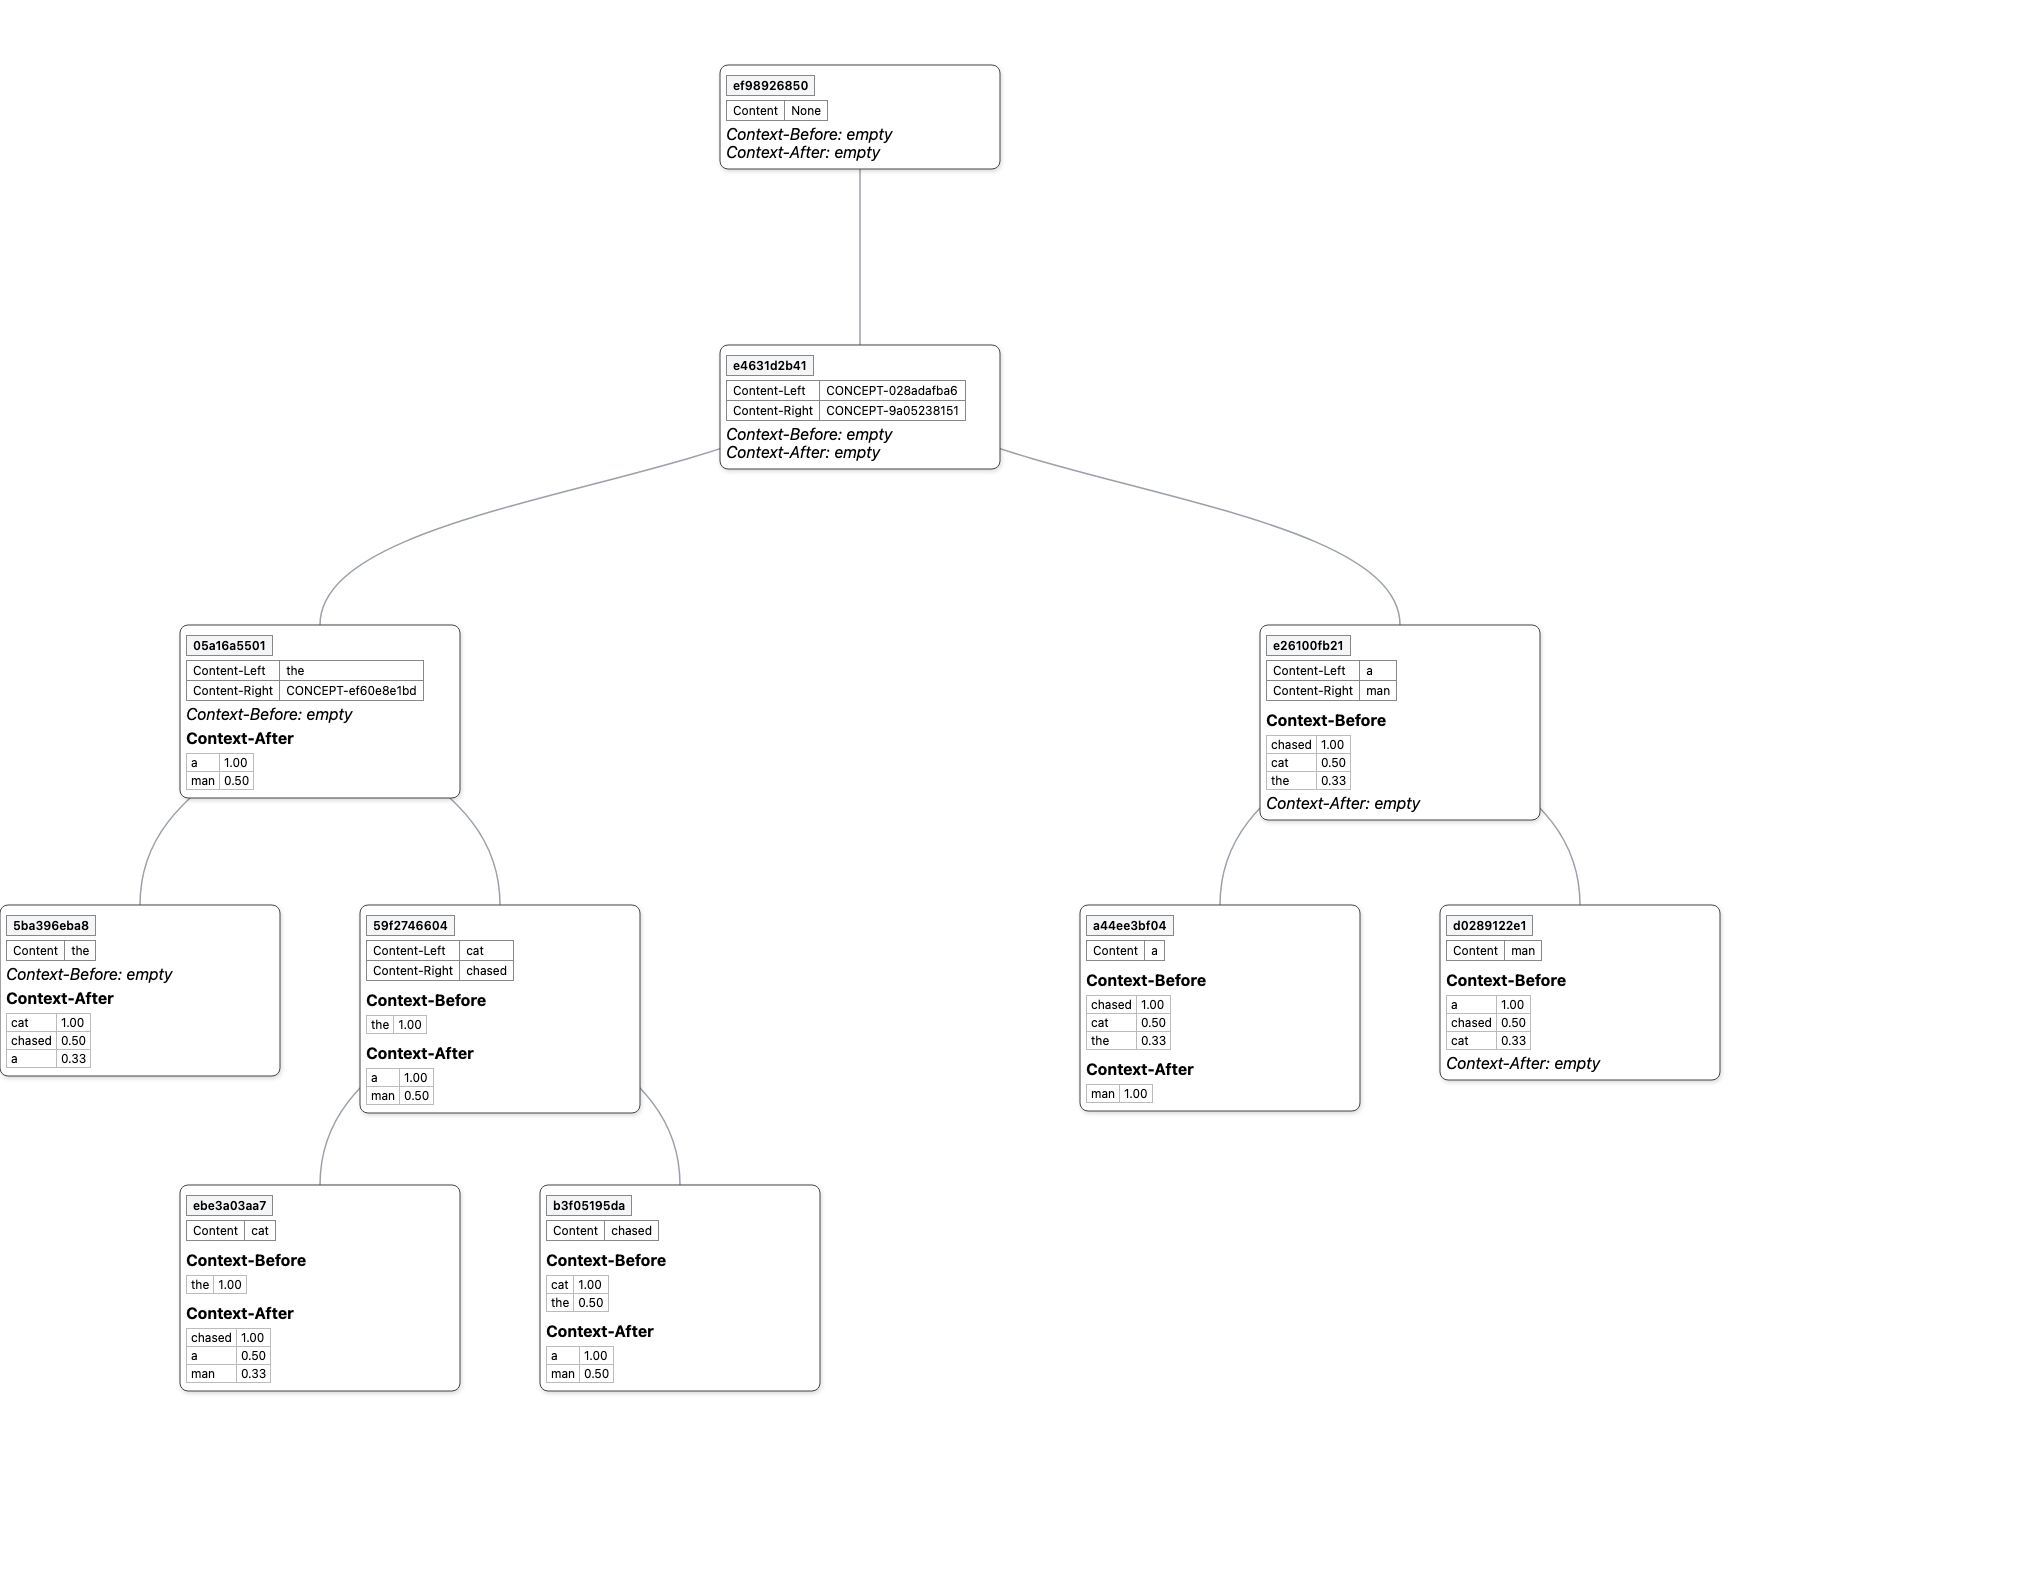 ef98926850
Content None
Context-Before: empty
Context-After: empty
e4631d2b41
Content-Left CONCEPT-028adafba6
Content-Right CONCEPT-9a05238151
Context-Before: empty
Context-After: empty
05a16a5501
Content-Left the
Content-Right CONCEPT-ef60e8e1bd
Context-Before: empty
Context-After
a 1.00
man 0.50
e26100fb21
Content-Left a
Content-Right man
Context-Before
chased 1.00
cat 0.50
the 0.33
Context-After: empty
5ba396eba8
Content the
Context-Before: empty
Context-After
cat 1.00
chased 0.50
a 0.33
59f2746604
Content-Left cat
Content-Right chased
Context-Before
the 1.00
Context-After
a 1.00
man 0.50
a44ee3bf04
Content a
Context-Before
chased 1.00
cat 0.50
the 0.33
Context-After
man 1.00
d0289122e1
Content man
Context-Before
a 1.00
chased 0.50
cat 0.33
Context-After: empty
ebe3a03aa7
Content cat
Context-Before
the 1.00
Context-After
chased 1.00
a 0.50
man 0.33
b3f05195da
Content chased
Context-Before
cat 1.00
the 0.50
Context-After
a 1.00
man 0.50